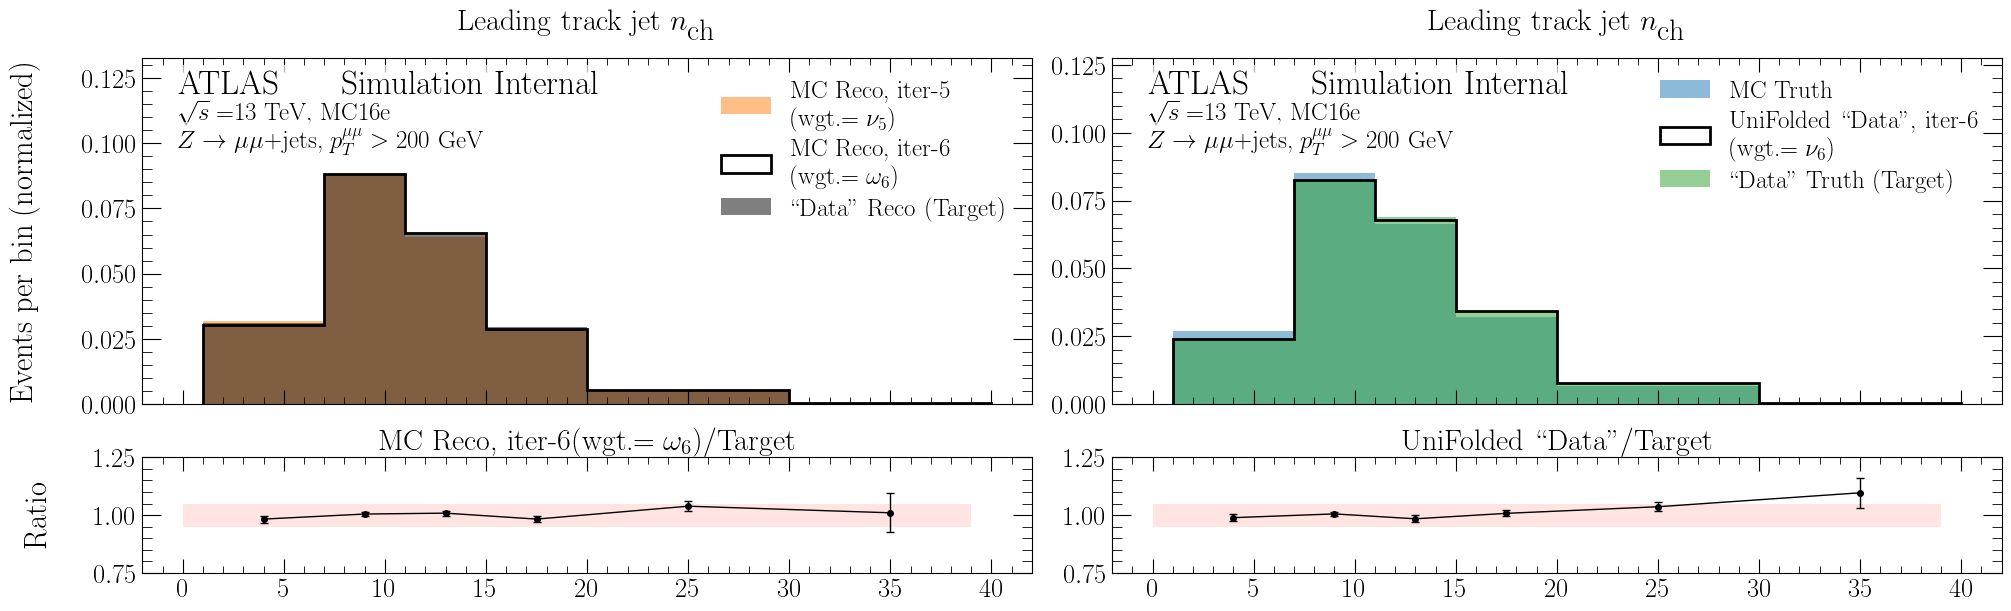 Leading track jet n_ch
Events per bin (normalized)
0.125
0.100
0.075
0.050
0.025
0.000
ATLAS Simulation Internal
√s =13 TeV, MC16e
Z → μμ+jets, p_T^μμ > 200 GeV
MC Reco, iter-5
(wgt.= ν₅)
MC Reco, iter-6
(wgt.= ω₆)
“Data” Reco (Target)
MC Reco, iter-6(wgt.= ω₆)/Target
Ratio
1.25
1.00
0.75
0 5 10 15 20 25 30 35 40
Leading track jet n_ch
0.125
0.100
0.075
0.050
0.025
0.000
ATLAS Simulation Internal
√s =13 TeV, MC16e
Z → μμ+jets, p_T^μμ > 200 GeV
MC Truth
UniFolded “Data”, iter-6
(wgt.= ν₆)
“Data” Truth (Target)
UniFolded “Data”/Target
1.25
1.00
0.75
0 5 10 15 20 25 30 35 40